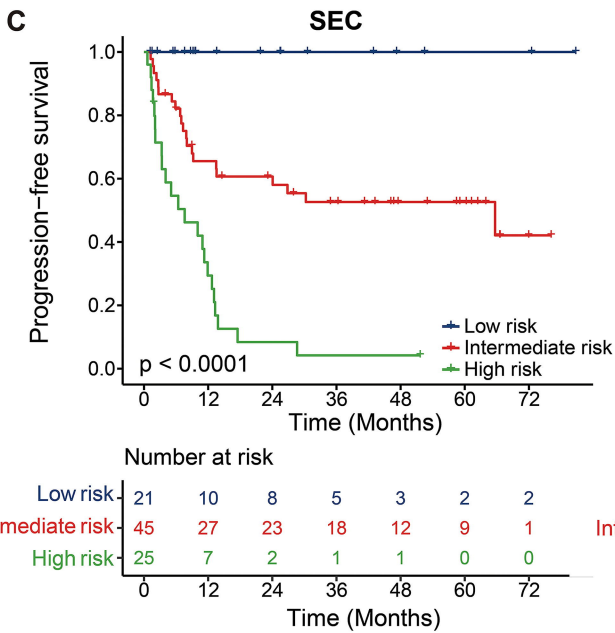 C
SEC
Progression-free survival
1.0
0.8
0.6
0.4
0.2
0.0
Low risk
Intermediate risk
High risk
p < 0.0001
0 12 24 36 48 60 72
Time (Months)
Number at risk
Low risk 21 10 8 5 3 2 2
mediate risk 45 27 23 18 12 9 1
In
High risk 25 7 2 1 1 0 0
0 12 24 36 48 60 72
Time (Months)